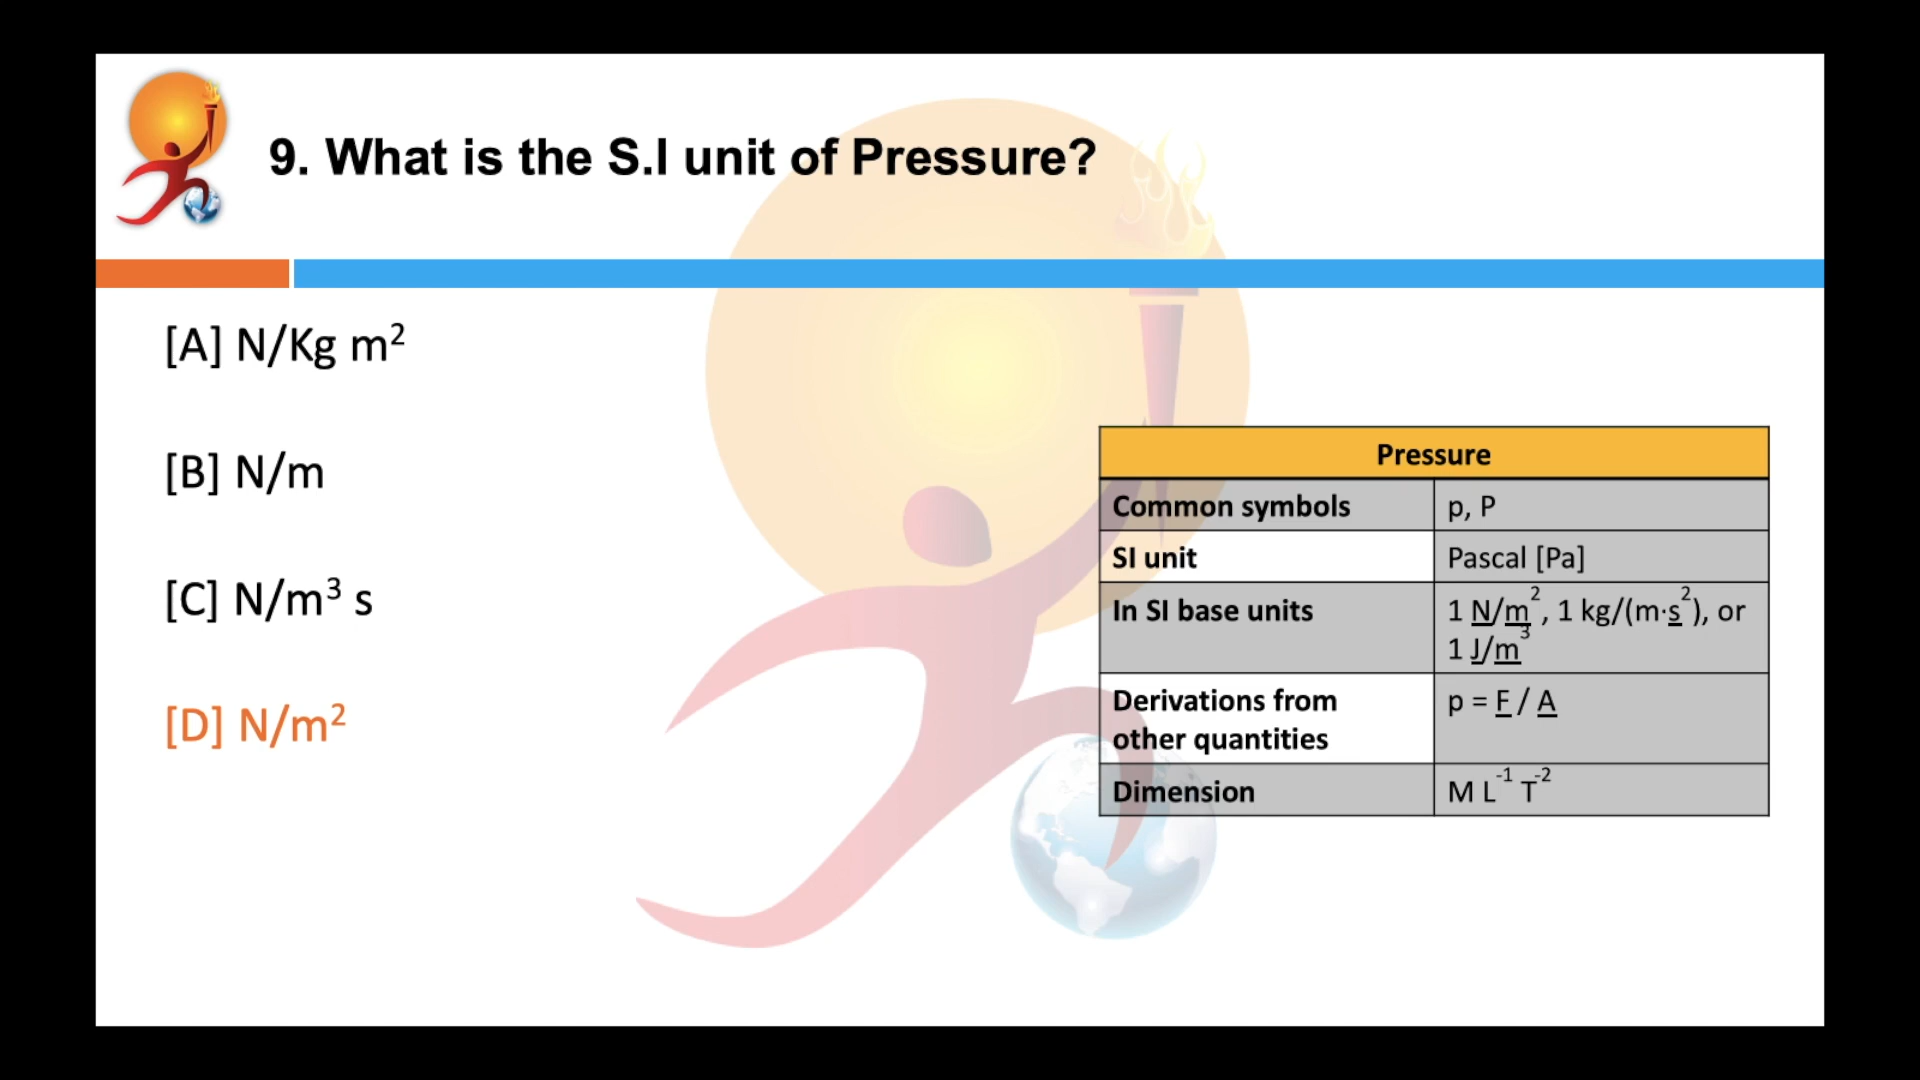 9. What is the S.I unit of Pressure?
[A] N/Kg m²
[B] N/m
[C] N/m³ s
[D] N/m²
Pressure
Common symbols p, P
SI unit Pascal [Pa]
In SI base units 1 N/m², 1 kg/(m·s²), or
1 J/m³
Derivations from p = F / A
other quantities
Dimension M L⁻¹ T⁻²